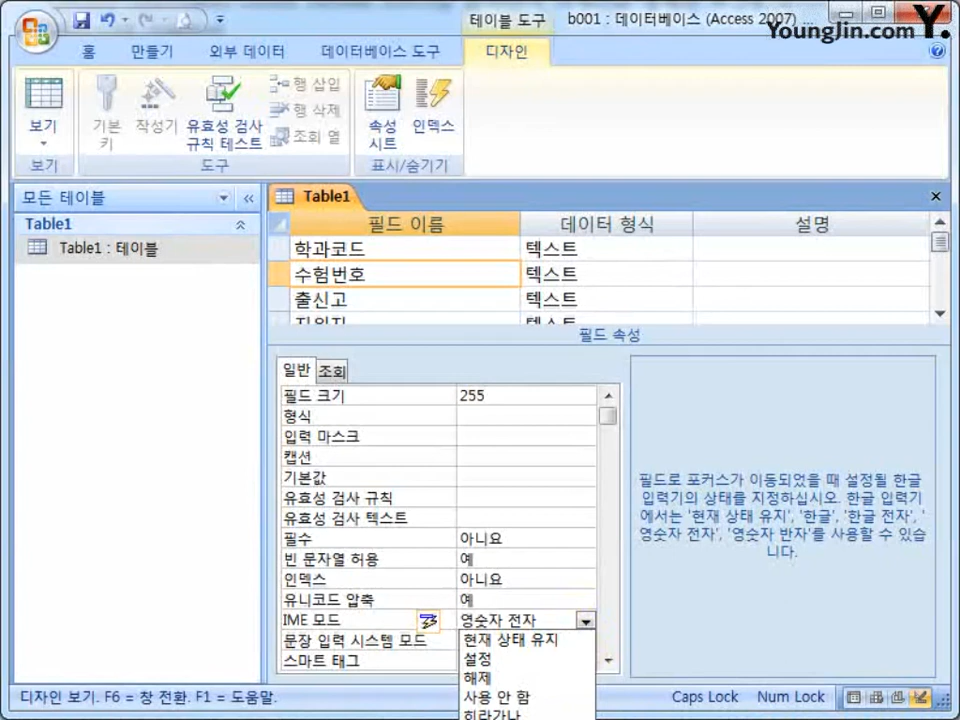 테이블 도구
b001 : 데이터베이스 (Access 2007) ...
YoungJin.com Y.
홈 만들기 외부 데이터 데이터베이스 도구 디자인
보기
기본 키
작성기
유효성 검사 규칙 테스트
행 삽입
행 삭제
조회 열
속성 시트
인덱스
보기 도구 표시/숨기기
모든 테이블
Table1
Table1 : 테이블
Table1
필드 이름 데이터 형식 설명
학과코드 텍스트
수험번호 텍스트
출신고 텍스트
텍스트
필드 속성
일반 조회
필드 크기 255
형식
입력 마스크
캡션
기본값
유효성 검사 규칙
유효성 검사 텍스트
필수 아니요
빈 문자열 허용 예
인덱스 아니요
유니코드 압축 예
IME 모드 영숫자 전자
문장 입력 시스템 모드
스마트 태그
현재 상태 유지
설정
해제
사용 안 함
히라가나
필드로 포커스가 이동되었을 때 설정될 한글
입력기의 상태를 지정하십시오. 한글 입력기
에서는 '현재 상태 유지', '한글', '한글 전자', '
영숫자 전자', '영숫자 반자'를 사용할 수 있습
니다.
디자인 보기. F6 = 창 전환. F1 = 도움말.
Caps Lock Num Lock